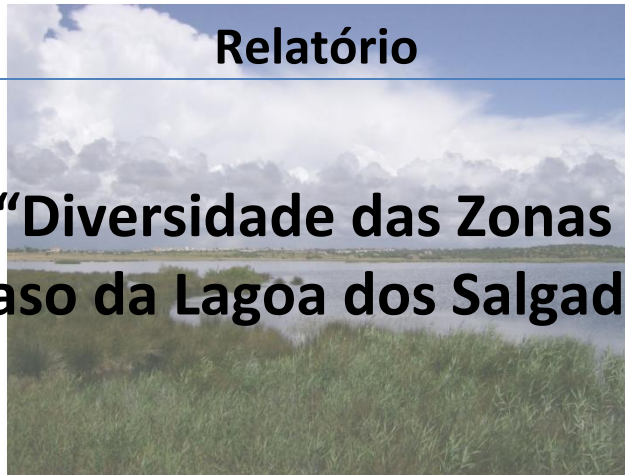 Relatório
“Diversidade das Zonas
aso da Lagoa dos Salgad